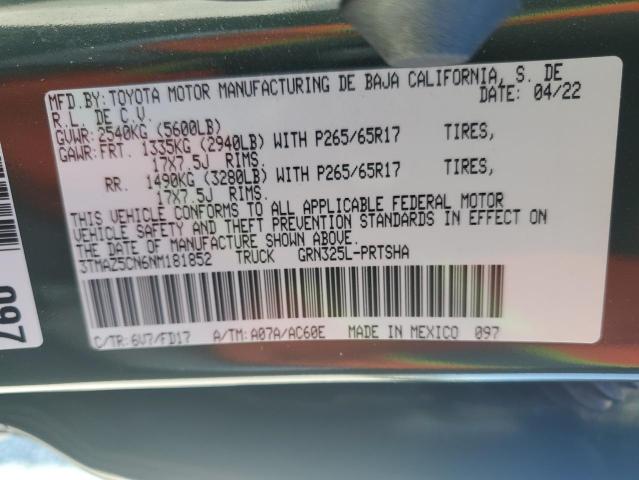 MFD.BY: TOYOTA MOTOR MANUFACTURING DE BAJA CALIFORNIA, S. DE
R.L. DE C.V. DATE: 04/22
GVWR: 2540KG (5600LB)
GAWR: FRT. 1335KG (2940LB) WITH P265/65R17 TIRES,
17X7.5J RIMS.
RR. 1490KG (3280LB) WITH P265/65R17 TIRES,
17X7.5J RIMS.
THIS VEHICLE CONFORMS TO ALL APPLICABLE FEDERAL MOTOR
VEHICLE SAFETY AND THEFT PREVENTION STANDARDS IN EFFECT ON
THE DATE OF MANUFACTURE SHOWN ABOVE.
3TMAZ5CN6NM181852 TRUCK GRN325L-PRTSHA
C/TR: 6V7/FD17 A/TM: A07A/AC60E MADE IN MEXICO 097